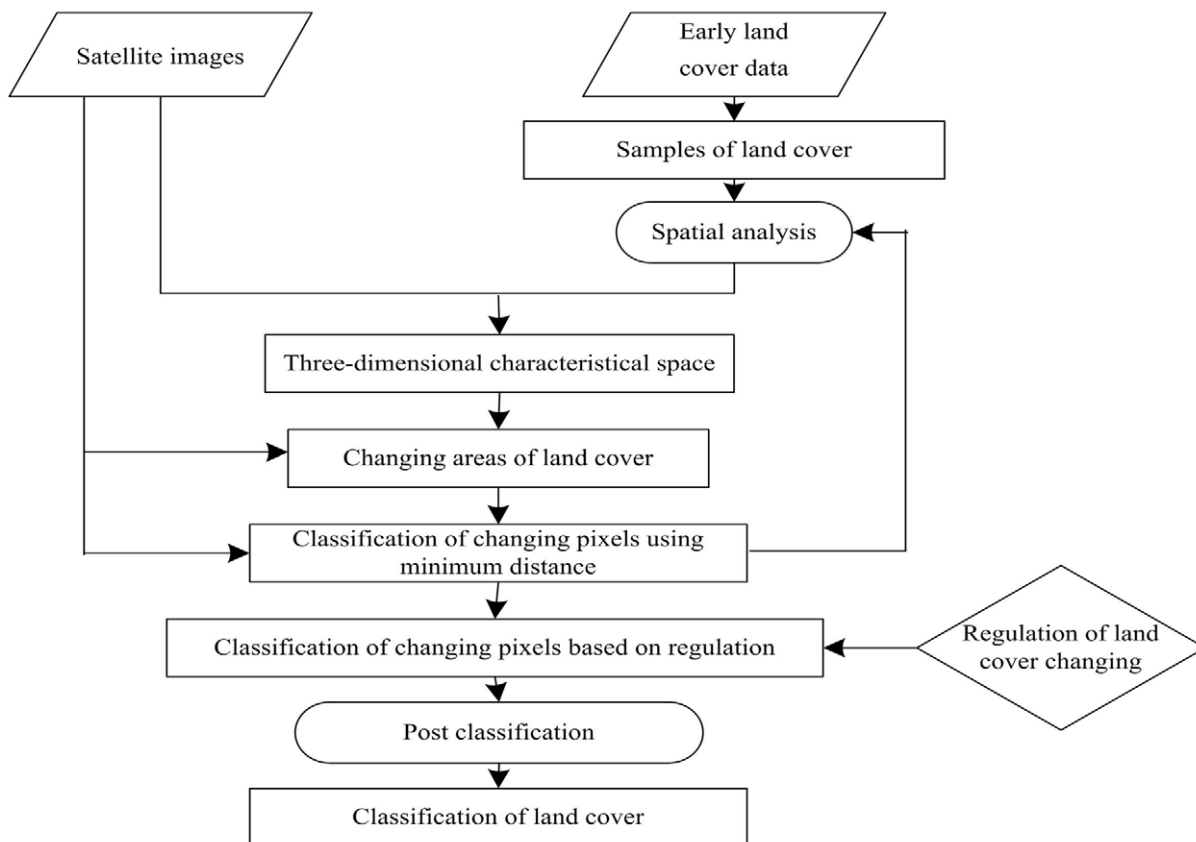 Satellite images
Early land
cover data
Samples of land cover
Spatial analysis
Three-dimensional characteristical space
Changing areas of land cover
Classification of changing pixels using
minimum distance
Classification of changing pixels based on regulation
Regulation of land
cover changing
Post classification
Classification of land cover